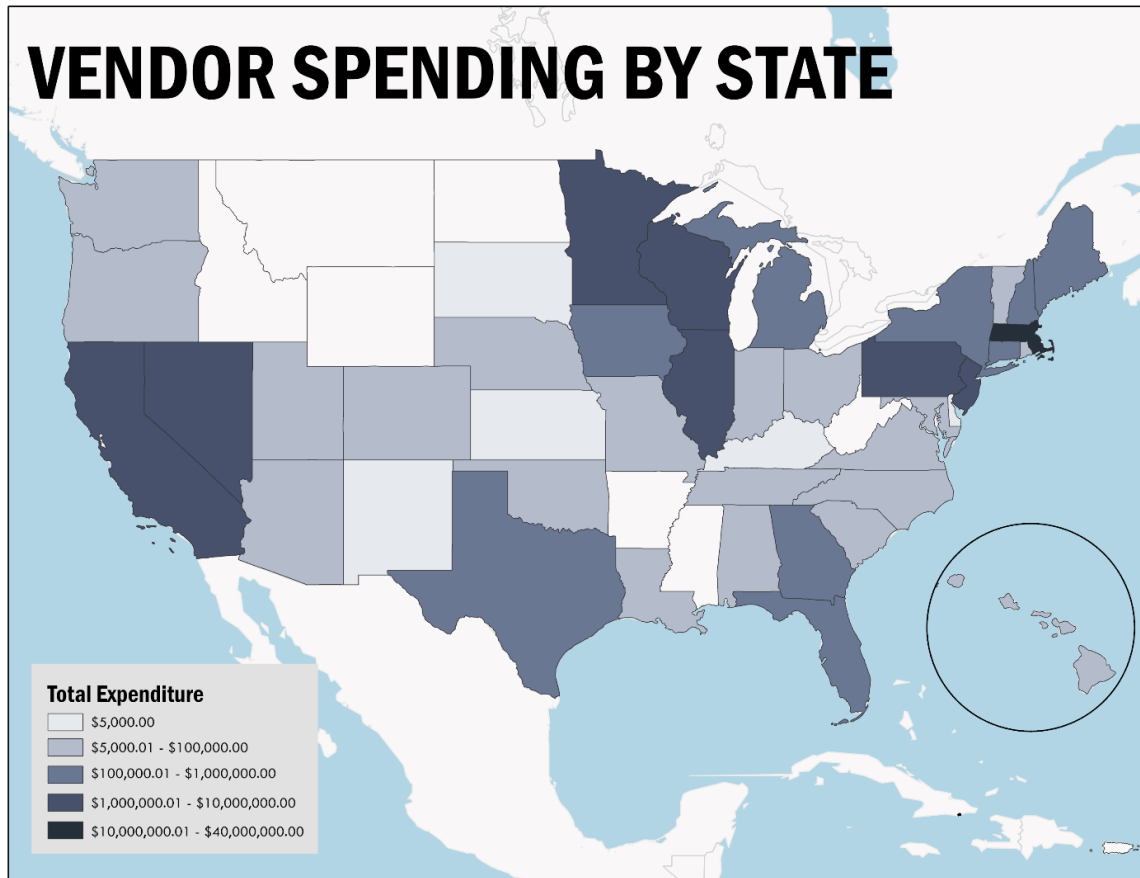 VENDOR SPENDING BY STATE
Total Expenditure
$5,000.00
$5,000.01 - $100,000.00
$100,000.01 - $1,000,000.00
$1,000,000.01 - $10,000,000.00
$10,000,000.01 - $40,000,000.00